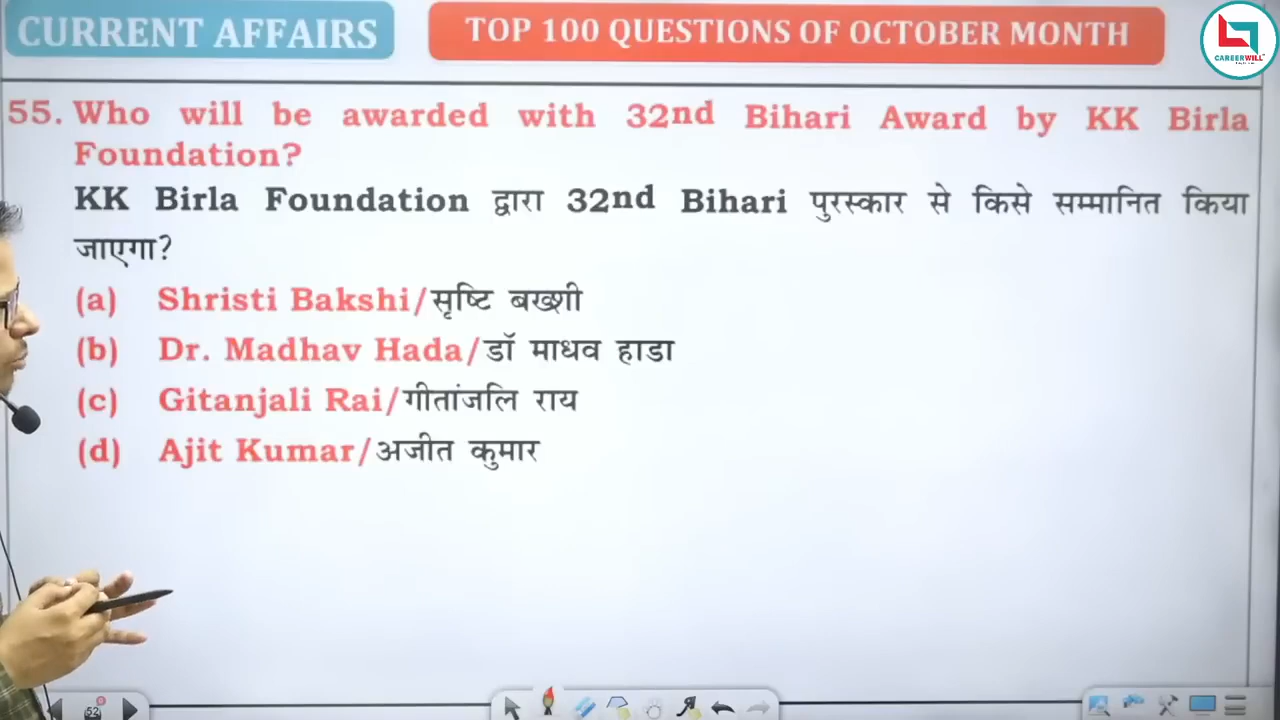 CURRENT AFFAIRS
TOP 100 QUESTIONS OF OCTOBER MONTH
CAREERWILL
55. Who will be awarded with 32nd Bihari Award by KK Birla
Foundation?
KK Birla Foundation द्वारा 32nd Bihari पुरस्कार से किसे सम्मानित किया
जाएगा?
(a) Shristi Bakshi/सृष्टि बख्शी
(b) Dr. Madhav Hada/डॉ माधव हाडा
(c) Gitanjali Rai/गीतांजलि राय
(d) Ajit Kumar/अजीत कुमार
52